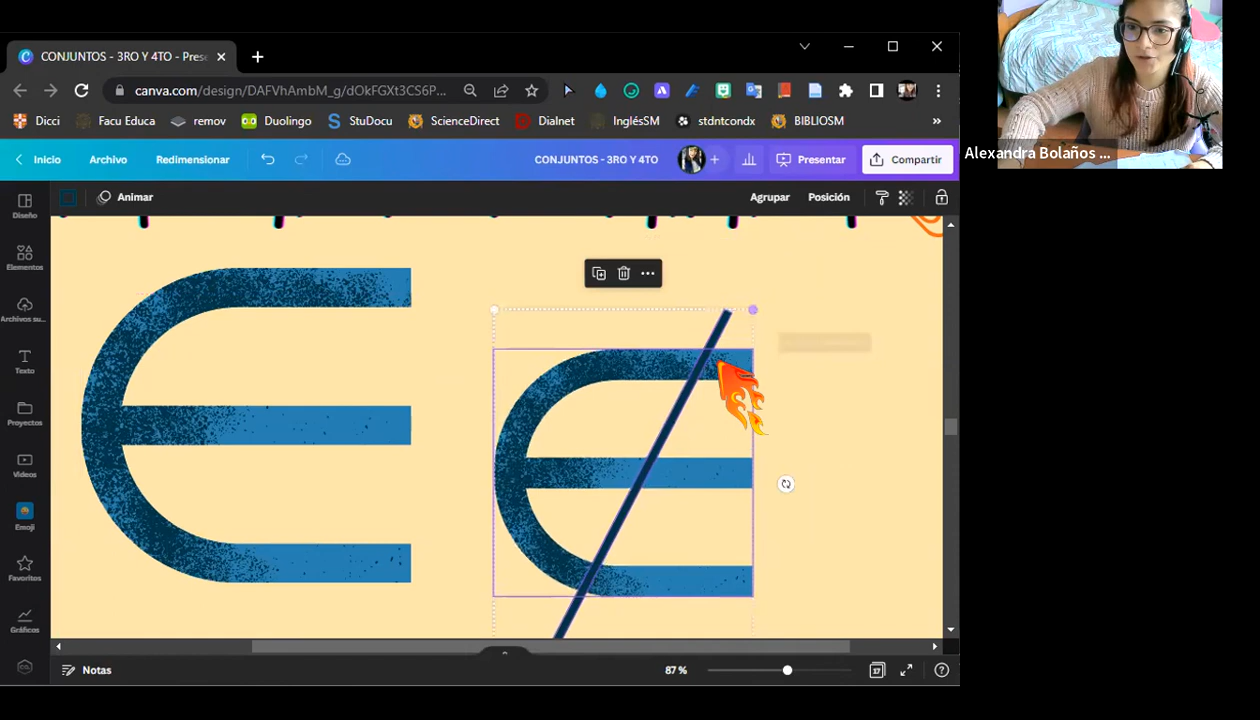 CONJUNTOS - 3RO Y 4TO - Prese
canva.com/design/DAFVhAmbM_g/dOkFGXt3CS6P...
Dicci
Facu Educa
remov
Duolingo
StuDocu
ScienceDirect
Dialnet
InglésSM
stdntcondx
BIBLIOSM
»
Inicio
Archivo
Redimensionar
CONJUNTOS - 3RO Y 4TO
Presentar
Compartir
Alexandra Bolaños ...
Animar
Agrupar
Posición
Diseño
Elementos
Archivos su...
Texto
Proyectos
Videos
Emoji
Favoritos
Gráficos
∈
∉
Notas
87 %
17